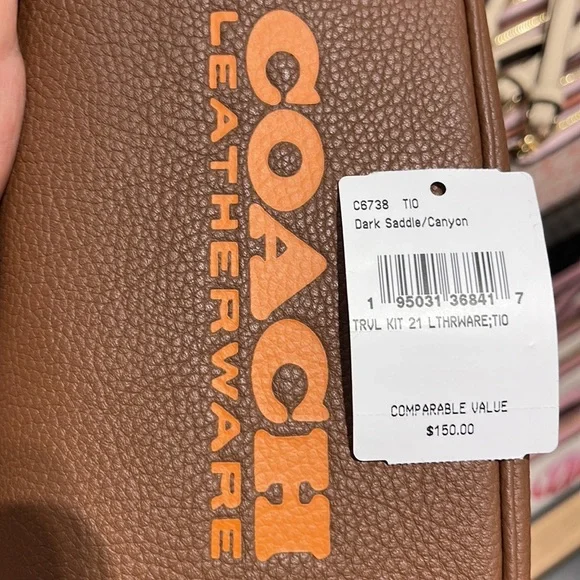 COACH
LEATHERWARE
C6738 TIO
Dark Saddle/Canyon
1 95031 36841 7
TRVL KIT 21 LTHRWARE;TIO
COMPARABLE VALUE
$150.00